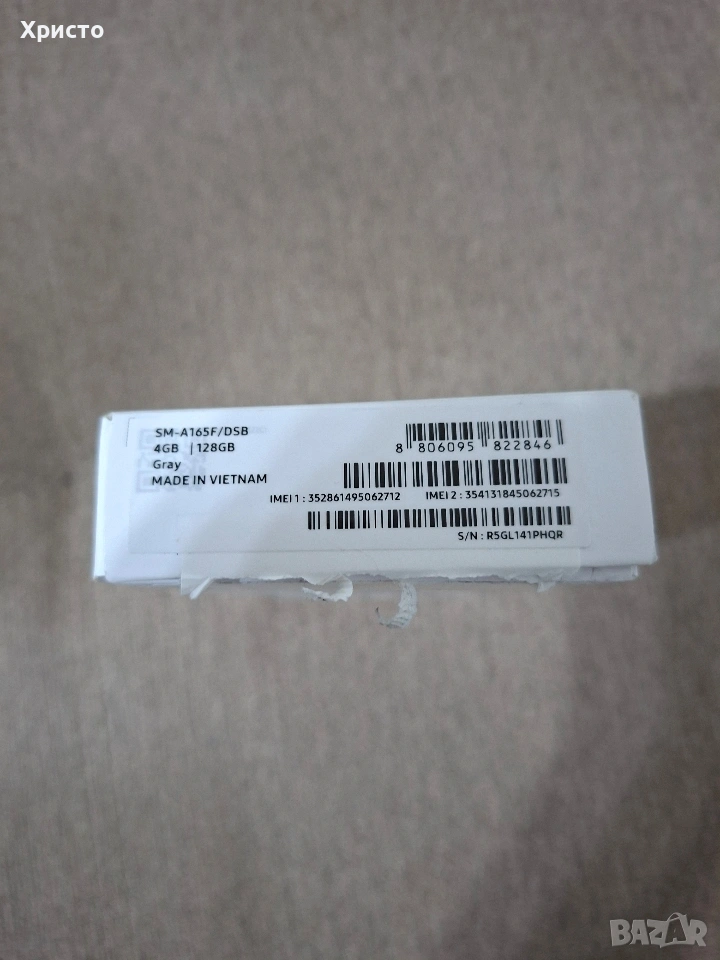 Христо
SM-A165F/DSB
4GB | 128GB
Gray
MADE IN VIETNAM
8 806095 822846
IMEI 1 : 352861495062712 IMEI 2 : 354131845062715
S/N : R5GL141PHQR
BAZAR